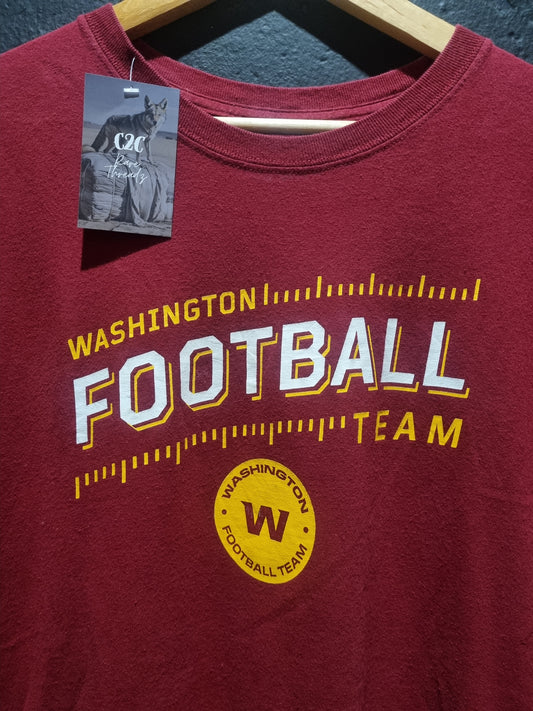 C2C
Rare
Threadz
WASHINGTON
FOOTBALL
TEAM
WASHINGTON
W
FOOTBALL TEAM